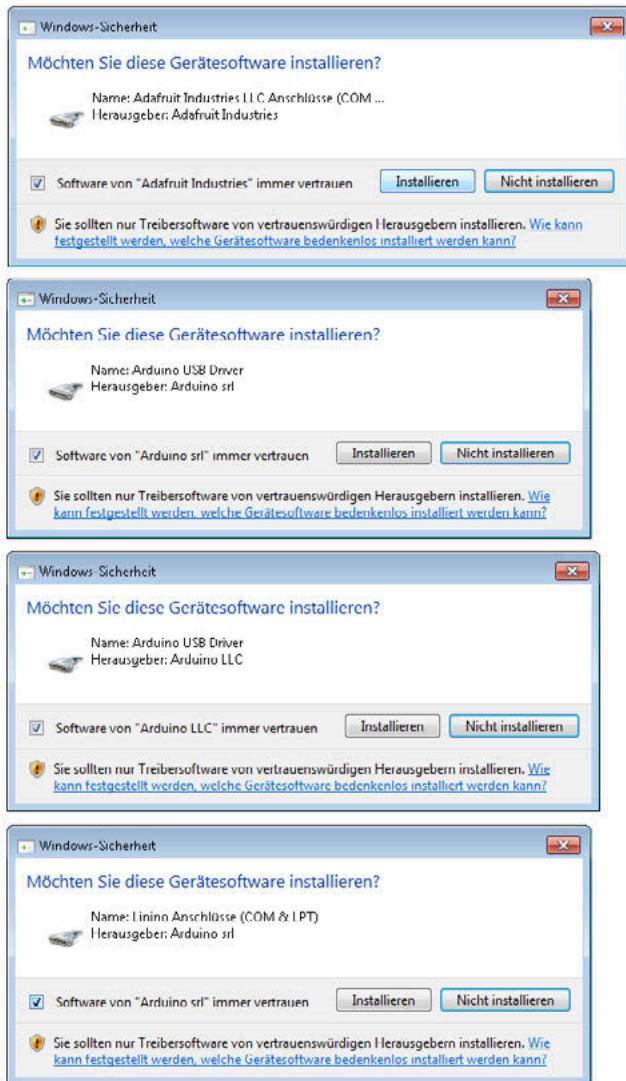 Windows-Sicherheit
Möchten Sie diese Gerätesoftware installieren?
Name: Adafruit Industries LLC Anschlüsse (COM ...
Herausgeber: Adafruit Industries
Software von "Adafruit Industries" immer vertrauen Installieren Nicht installieren
Sie sollten nur Treibersoftware von vertrauenswürdigen Herausgebern installieren. Wie kann
festgestellt werden, welche Gerätesoftware bedenkenlos installiert werden kann?
Windows-Sicherheit
Möchten Sie diese Gerätesoftware installieren?
Name: Arduino USB Driver
Herausgeber: Arduino srl
Software von "Arduino srl" immer vertrauen Installieren Nicht installieren
Sie sollten nur Treibersoftware von vertrauenswürdigen Herausgebern installieren. Wie
kann festgestellt werden, welche Gerätesoftware bedenkenlos installiert werden kann?
Windows-Sicherheit
Möchten Sie diese Gerätesoftware installieren?
Name: Arduino USB Driver
Herausgeber: Arduino LLC
Software von "Arduino LLC" immer vertrauen Installieren Nicht installieren
Sie sollten nur Treibersoftware von vertrauenswürdigen Herausgebern installieren. Wie
kann festgestellt werden, welche Gerätesoftware bedenkenlos installiert werden kann?
Windows-Sicherheit
Möchten Sie diese Gerätesoftware installieren?
Name: Linino Anschlüsse (COM & LPT)
Herausgeber: Arduino srl
Software von "Arduino srl" immer vertrauen Installieren Nicht installieren
Sie sollten nur Treibersoftware von vertrauenswürdigen Herausgebern installieren. Wie
kann festgestellt werden, welche Gerätesoftware bedenkenlos installiert werden kann?